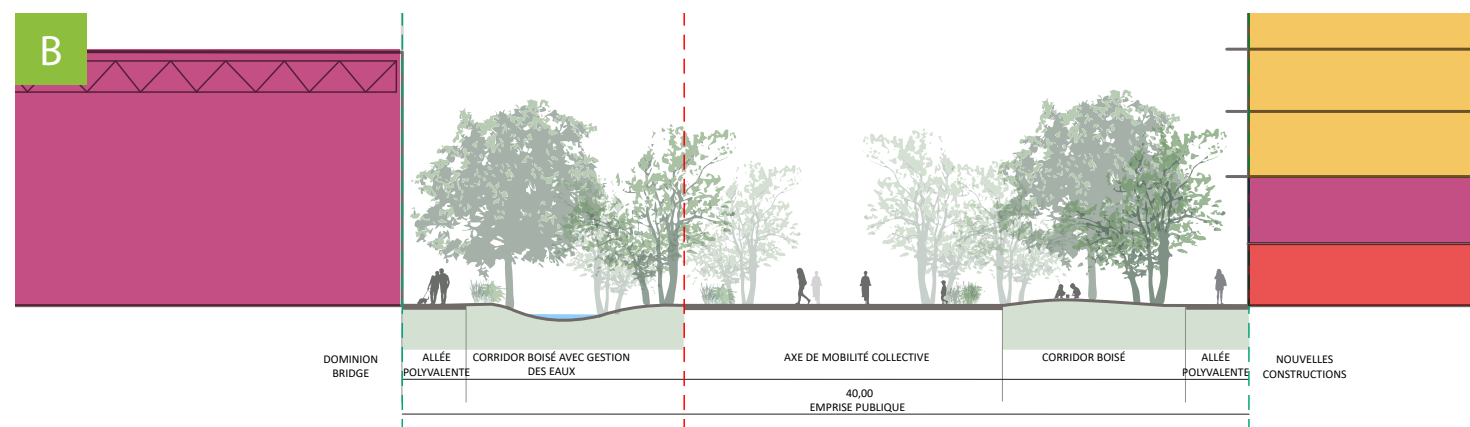 B
DOMINION
BRIDGE
ALLÉE
POLYVALENTE
CORRIDOR BOISÉ AVEC GESTION
DES EAUX
AXE DE MOBILITÉ COLLECTIVE
CORRIDOR BOISÉ
ALLÉE
POLYVALENTE
NOUVELLES
CONSTRUCTIONS
40,00
EMPRISE PUBLIQUE